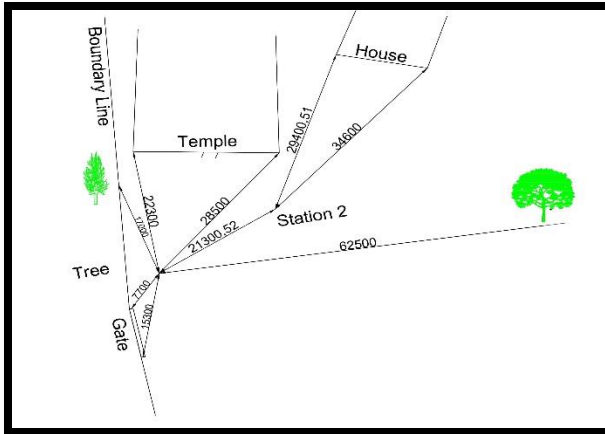 Boundary Line
House
Temple
29400.51
34600
22300
28500
17000
21300.52
Station 2
62500
Tree
7700
15300
Gate